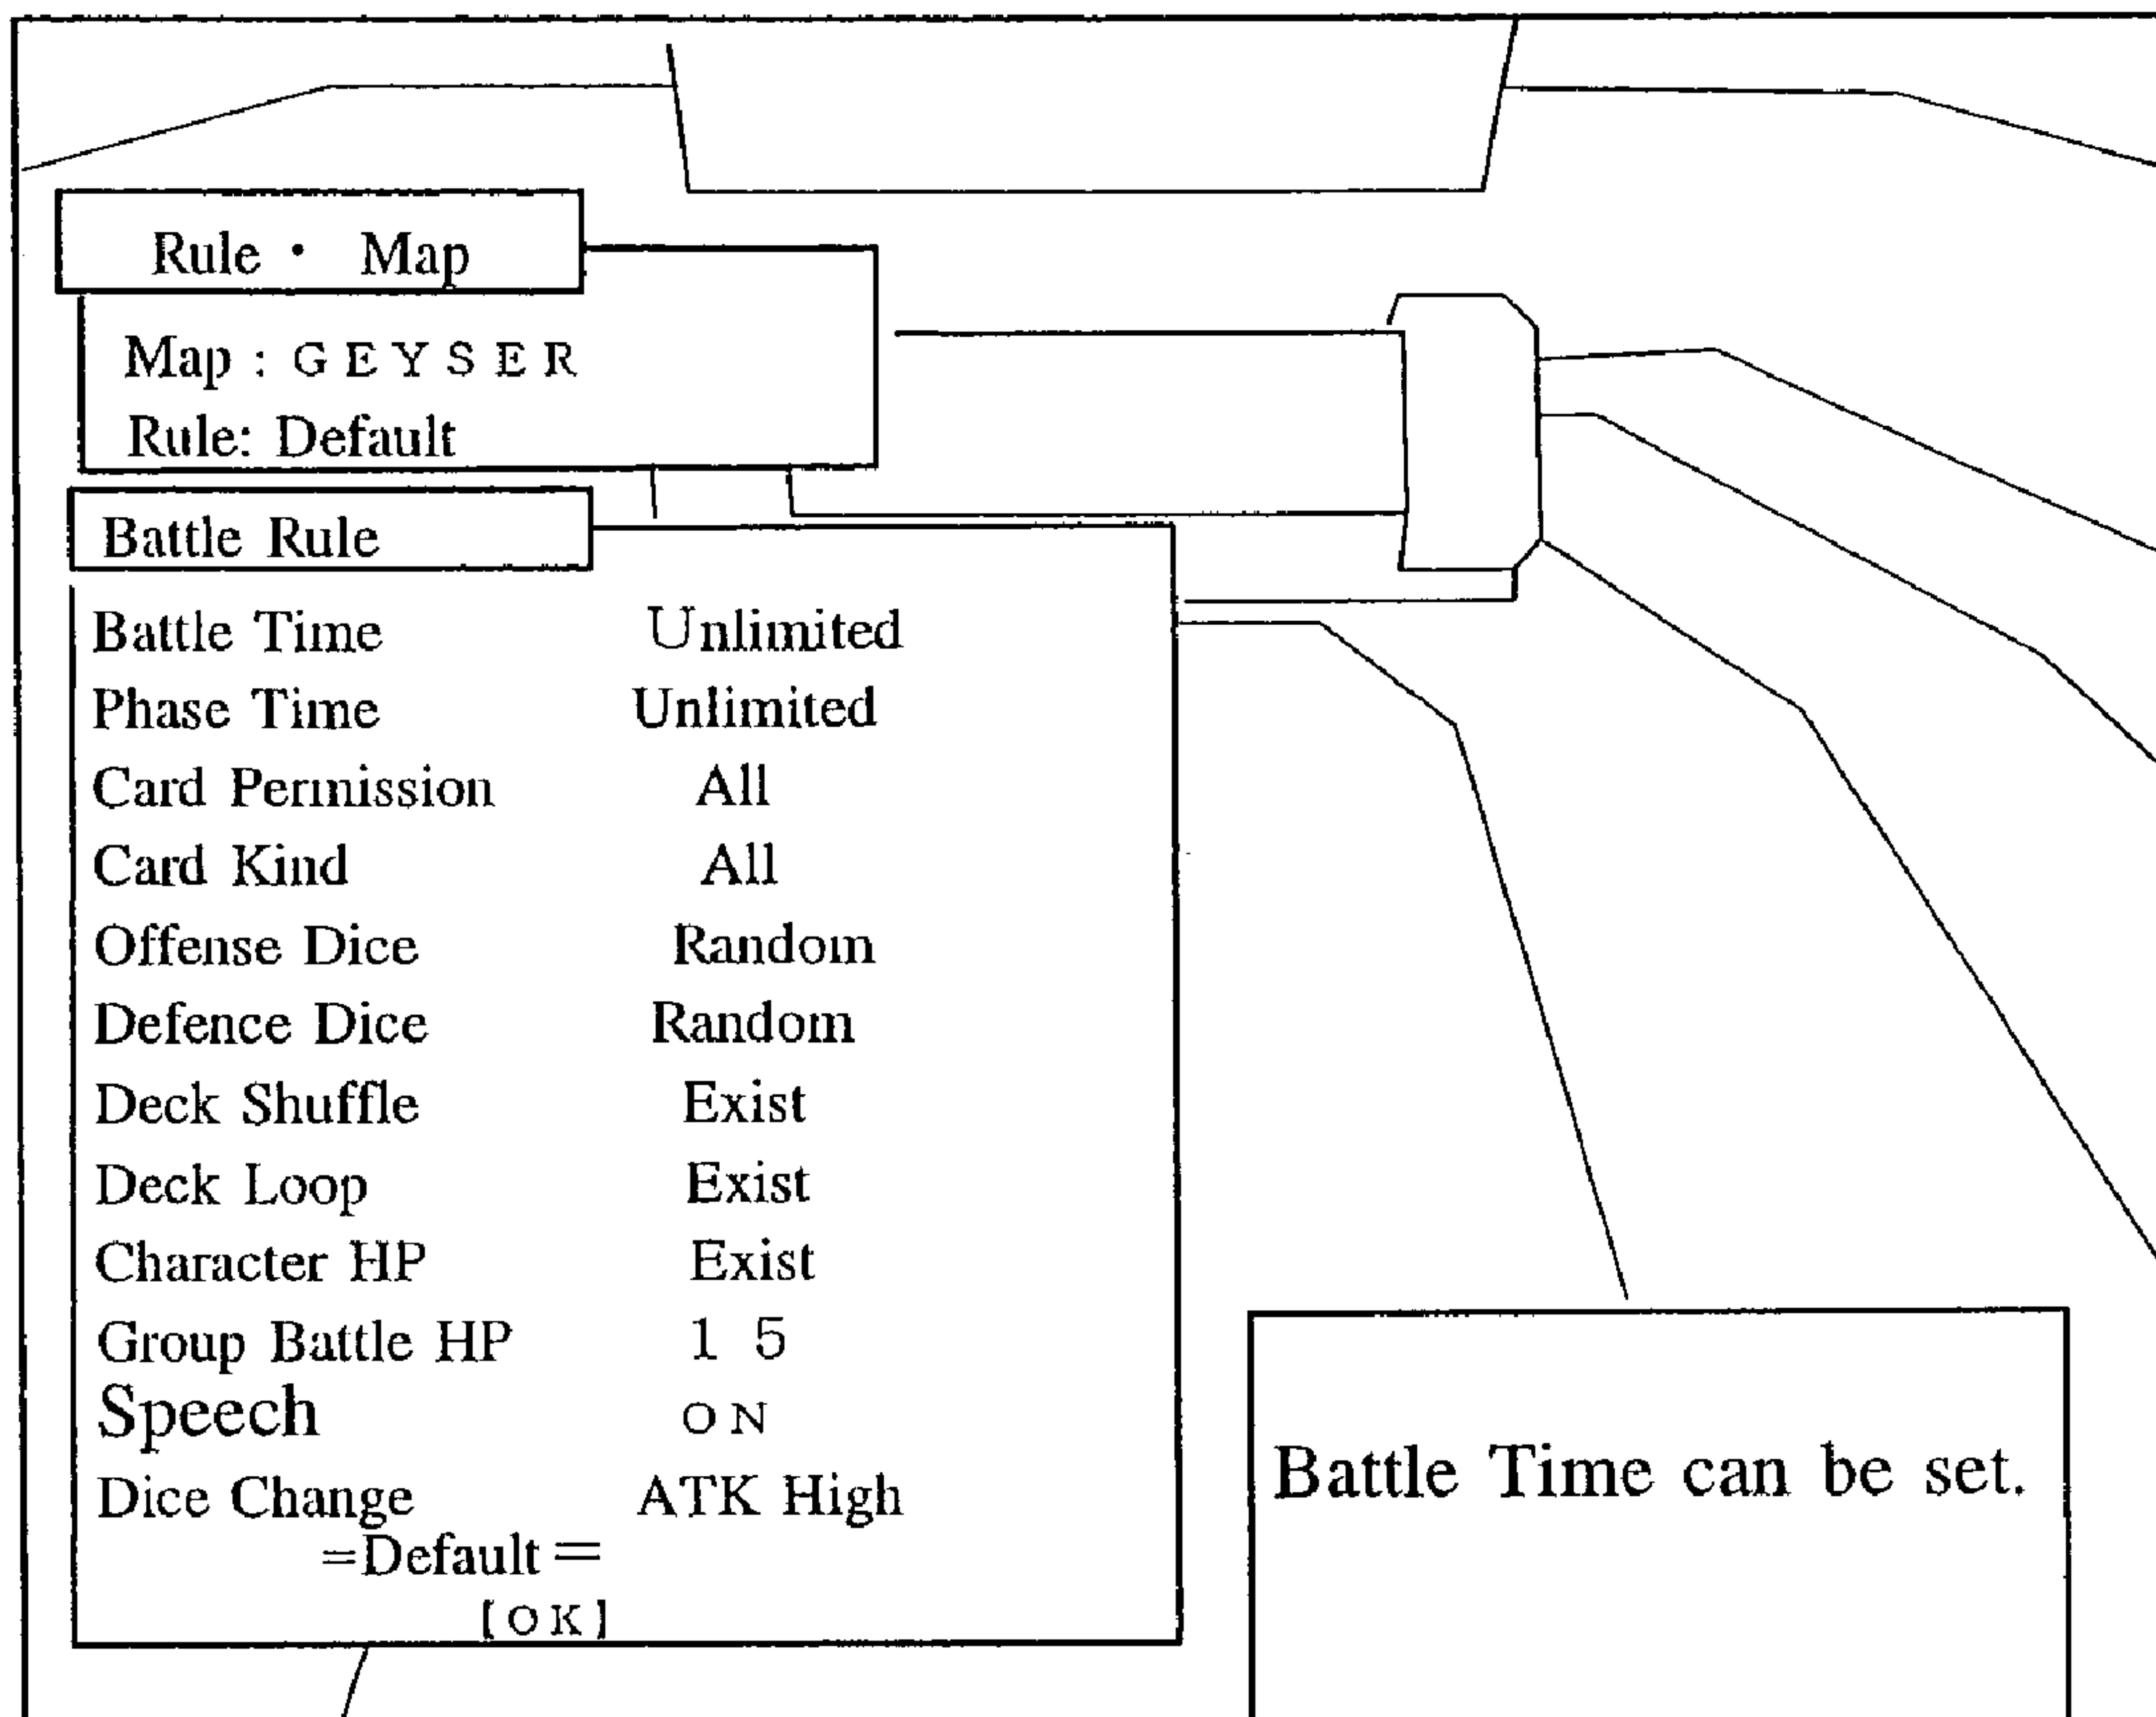 Rule・ Map
Map : GEYSER
Rule: Default
Battle Rule
Battle Time Unlimited
Phase Time Unlimited
Card Permission All
Card Kind All
Offense Dice Random
Defence Dice Random
Deck Shuffle Exist
Deck Loop Exist
Character HP Exist
Group Battle HP 15
Speech ON
Dice Change ATK High
=Default=
[OK]
Battle Time can be set.